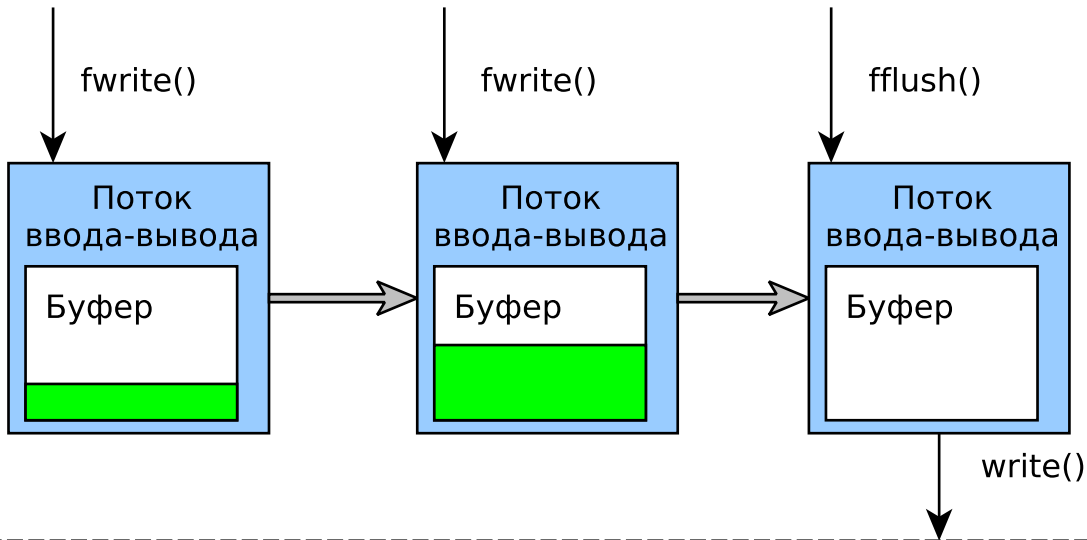 fwrite()
fwrite()
fflush()
Поток
ввода-вывода
Буфер
Поток
ввода-вывода
Буфер
Поток
ввода-вывода
Буфер
write()